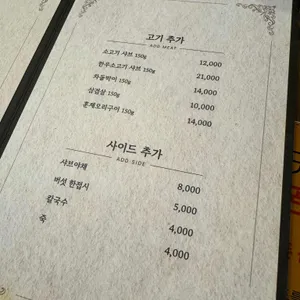 고기 추가
ADD MEAT
소고기 샤브 150g 12,000
한우소고기 샤브 150g 21,000
차돌박이 150g 14,000
삼겹살 150g 10,000
훈제오리구이 150g 14,000
사이드 추가
ADD SIDE
샤브야채 8,000
버섯 한접시 5,000
칼국수 4,000
죽 4,000